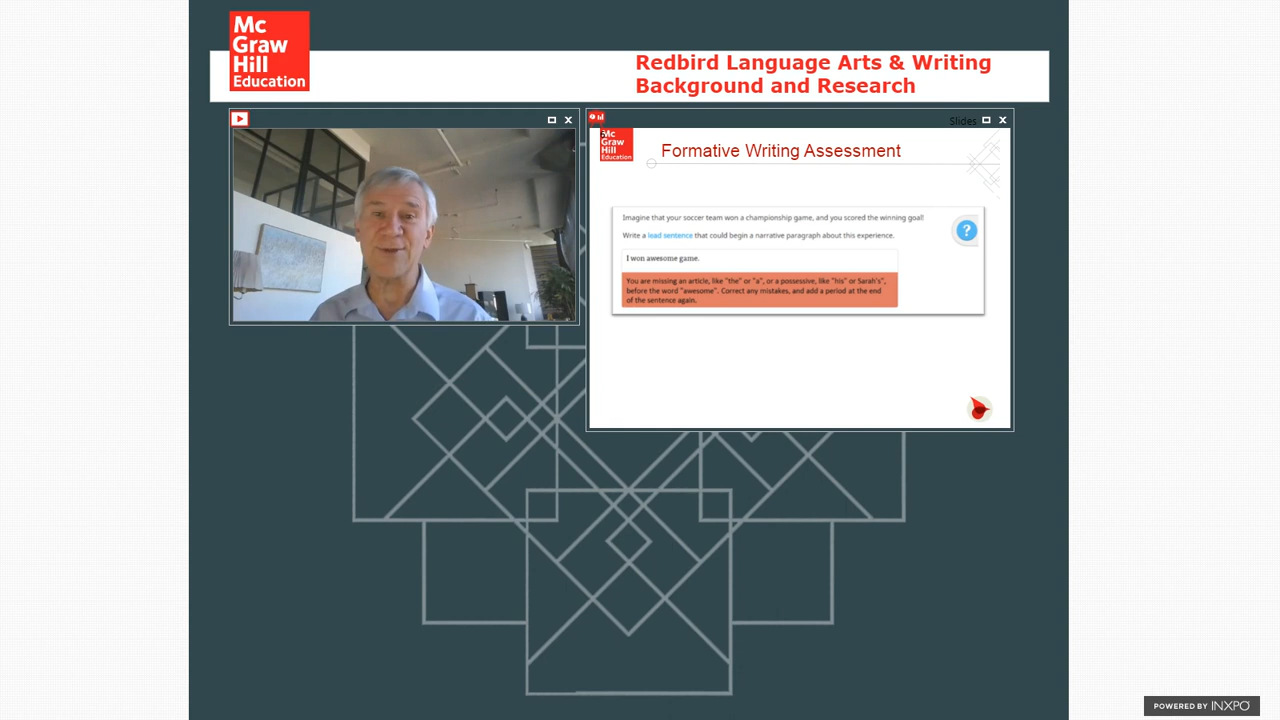 Mc
Graw
Hill
Education
Redbird Language Arts & Writing
Background and Research
Slides
Mc
Graw
Hill
Education
Formative Writing Assessment
Imagine that your soccer team won a championship game, and you scored the winning goal!
Write a lead sentence that could begin a narrative paragraph about this experience.
?
I won awesome game.
You are missing an article, like "the" or "a", or a possessive, like "his" or Sarah's",
before the word "awesome". Correct any mistakes, and add a period at the end
of the sentence again.
POWERED BY INXPO